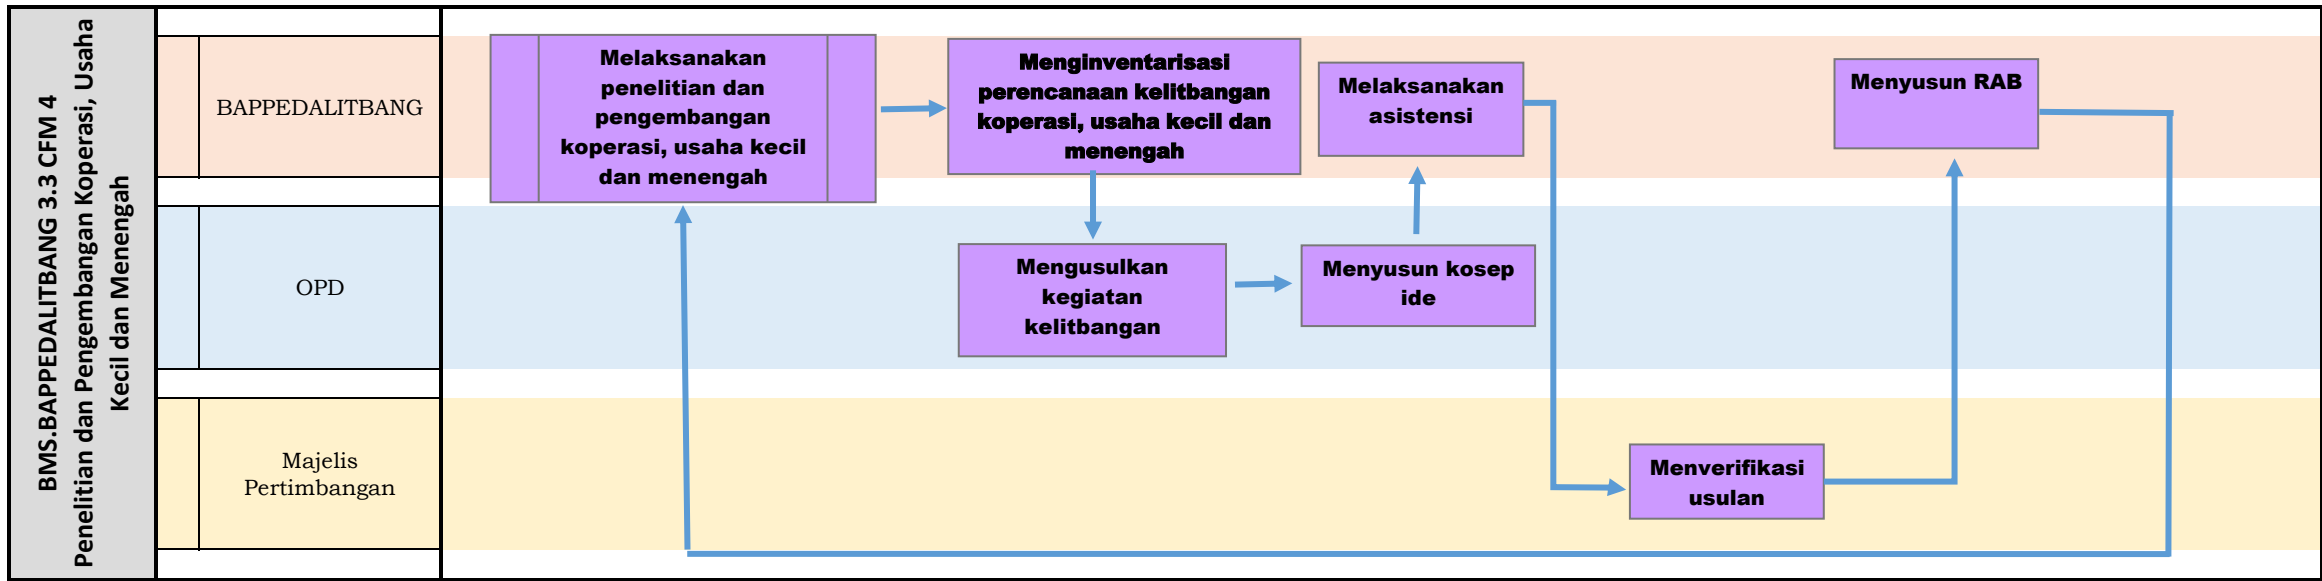 BMS.BAPPEDALITBANG 3.3 CFM 4
Penelitian dan Pengembangan Koperasi, Usaha
Kecil dan Menengah
BAPPEDALITBANG
Melaksanakan
penelitian dan
pengembangan
koperasi, usaha kecil
dan menengah
Menginventarisasi
perencanaan kelitbangan
koperasi, usaha kecil dan
menengah
Melaksanakan
asistensi
Menyusun RAB
OPD
Mengusulkan
kegiatan
kelitbangan
Menyusun kosep
ide
Majelis
Pertimbangan
Menverifikasi
usulan